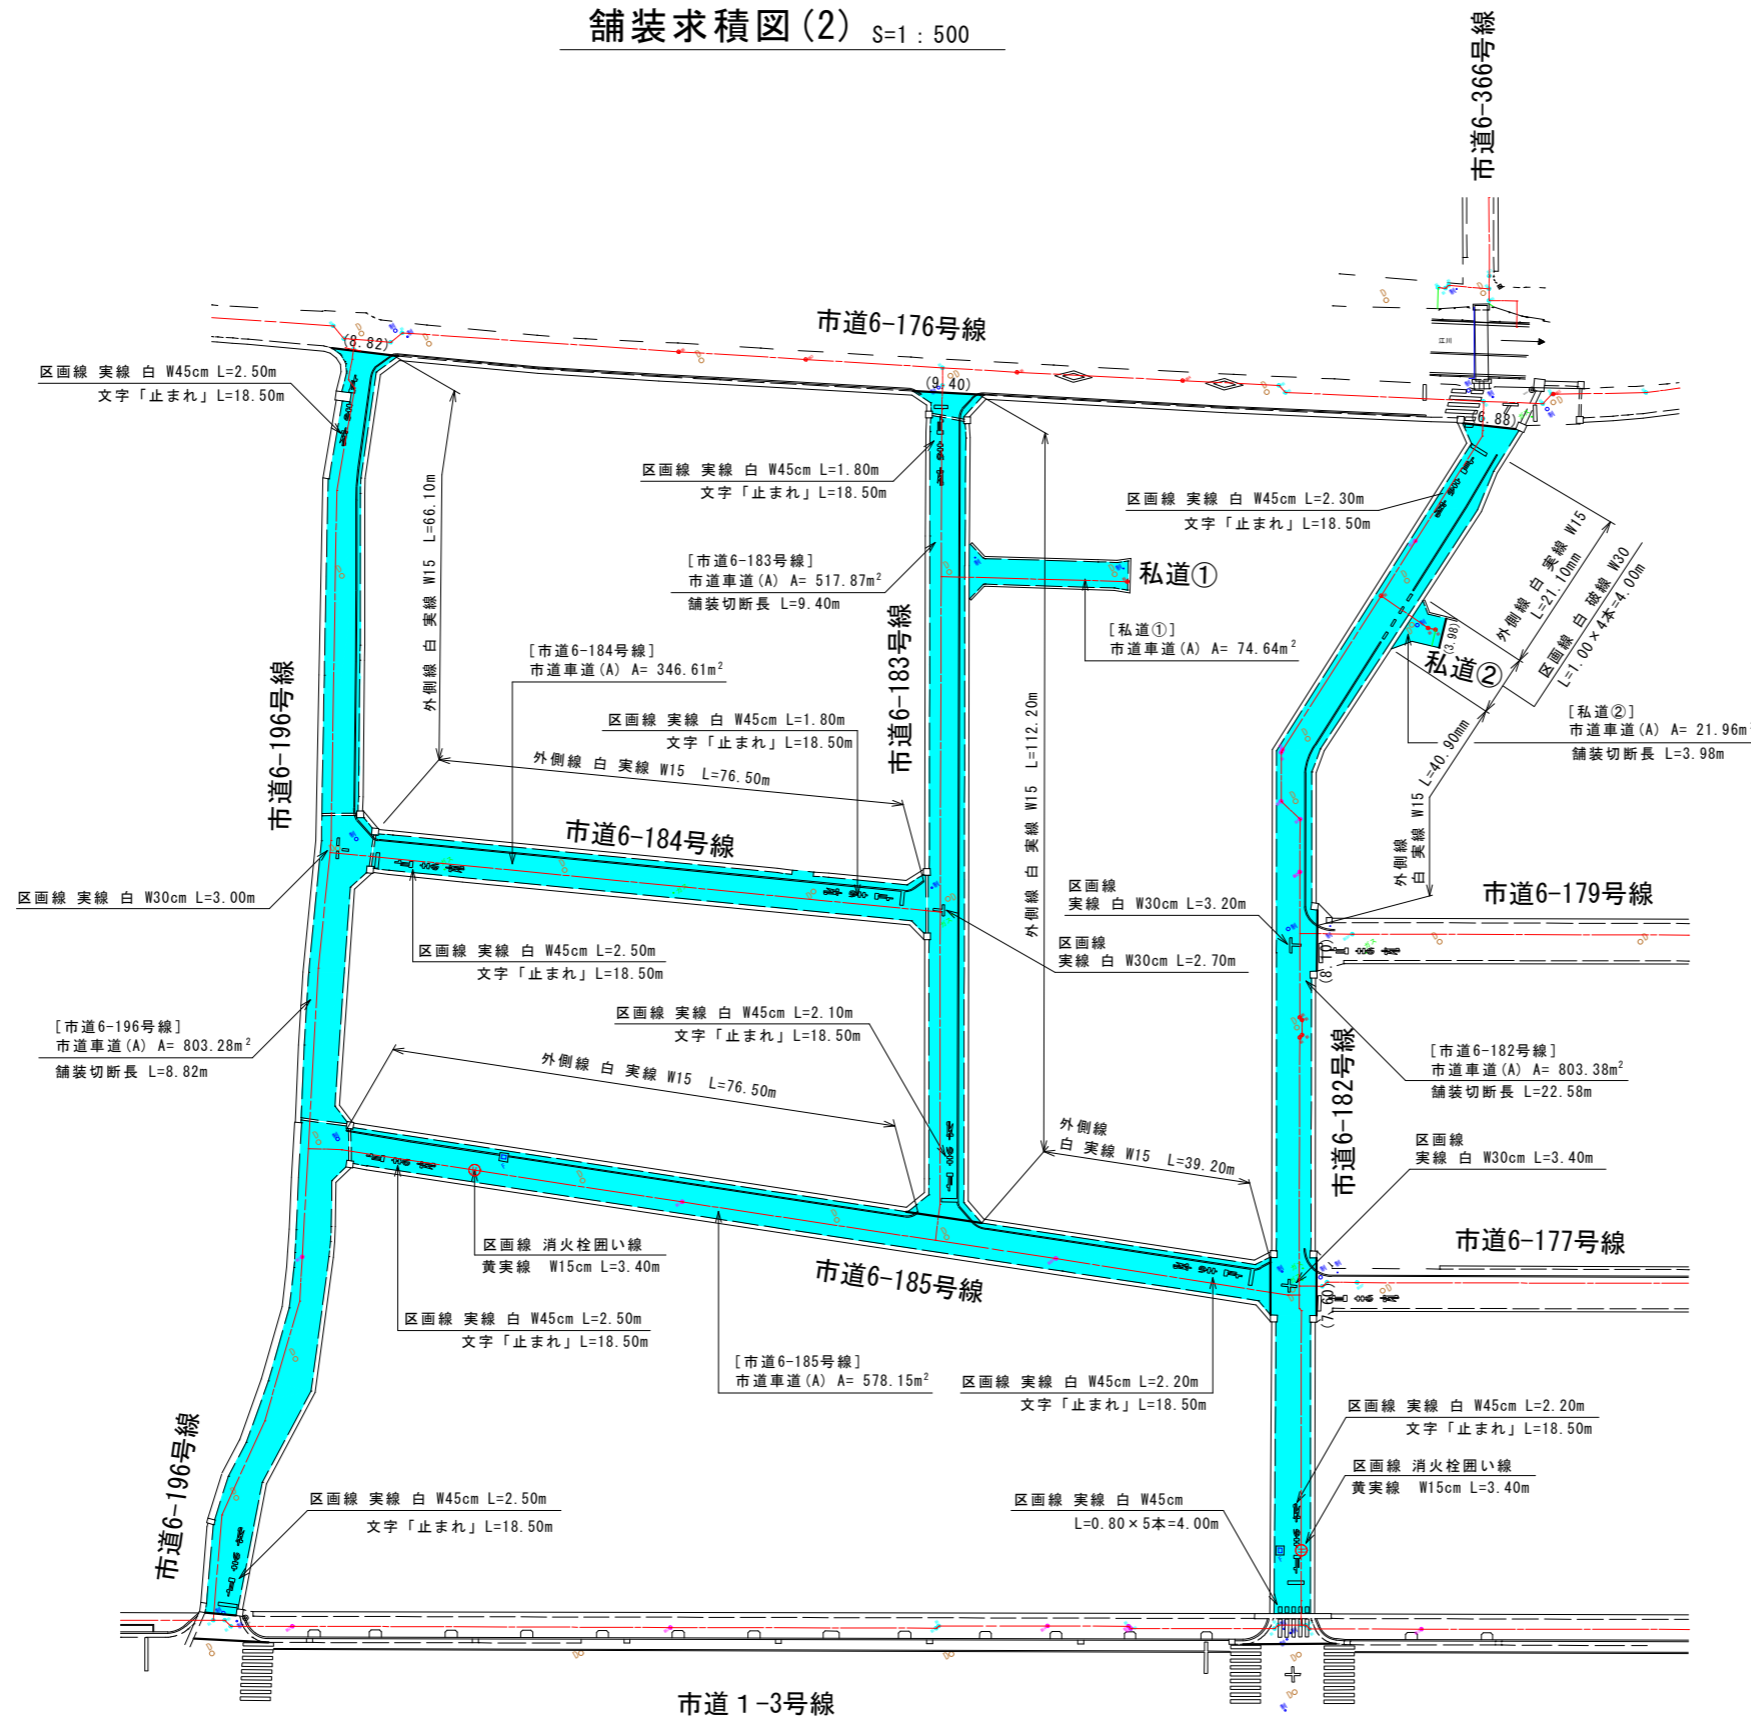 舗装求積図(2) S=1：500
市道6-366号線
市道6-176号線
江川
(8.82)
(9.40)
(6.88)
区画線 実線 白 W45cm L=2.50m
文字「止まれ」L=18.50m
外側線 白 実線 W15 L=66.10m
区画線 実線 白 W45cm L=1.80m
文字「止まれ」L=18.50m
区画線 実線 白 W45cm L=2.30m
文字「止まれ」L=18.50m
外側線 白 実線 W15
L=21.10mm
区画線 白 破線 W30
L=1.00×4本=4.00m
[市道6-183号線]
市道車道(A) A= 517.87m²
舗装切断長 L=9.40m
私道①
[私道①]
市道車道(A) A= 74.64m²
(3.98)
私道②
[私道②]
市道車道(A) A= 21.96m²
舗装切断長 L=3.98m
市道6-196号線
[市道6-184号線]
市道車道(A) A= 346.61m²
市道6-183号線
区画線 実線 白 W45cm L=1.80m
文字「止まれ」L=18.50m
外側線 白 実線 W15 L=76.50m
外側線 白 実線 W15 L=112.20m
外側線
白 実線 W15 L=40.90mm
市道6-184号線
区画線 実線 白 W30cm L=3.00m
区画線
実線 白 W30cm L=3.20m
市道6-179号線
区画線 実線 白 W45cm L=2.50m
文字「止まれ」L=18.50m
区画線
実線 白 W30cm L=2.70m
(8.10)
[市道6-196号線]
市道車道(A) A= 803.28m²
舗装切断長 L=8.82m
区画線 実線 白 W45cm L=2.10m
文字「止まれ」L=18.50m
外側線 白 実線 W15 L=76.50m
市道6-182号線
[市道6-182号線]
市道車道(A) A= 803.38m²
舗装切断長 L=22.58m
外側線
白 実線 W15 L=39.20m
区画線
実線 白 W30cm L=3.40m
市道6-177号線
(7.60)
区画線 消火栓囲い線
黄実線 W15cm L=3.40m
市道6-185号線
区画線 実線 白 W45cm L=2.50m
文字「止まれ」L=18.50m
[市道6-185号線]
市道車道(A) A= 578.15m²
区画線 実線 白 W45cm L=2.20m
文字「止まれ」L=18.50m
区画線 実線 白 W45cm L=2.20m
文字「止まれ」L=18.50m
市道6-196号線
区画線 消火栓囲い線
黄実線 W15cm L=3.40m
区画線 実線 白 W45cm L=2.50m
文字「止まれ」L=18.50m
区画線 実線 白 W45cm
L=0.80×5本=4.00m
市道１-3号線